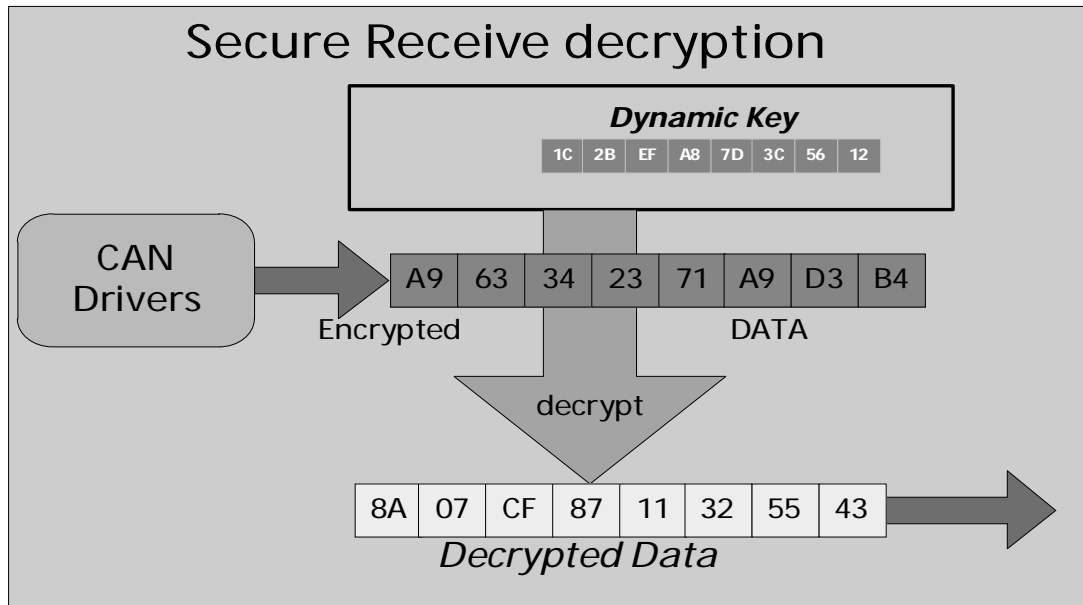 Secure Receive decryption
Dynamic Key
1C 2B EF A8 7D 3C 56 12
CAN
Drivers
A9 63 34 23 71 A9 D3 B4
Encrypted DATA
decrypt
8A 07 CF 87 11 32 55 43
Decrypted Data